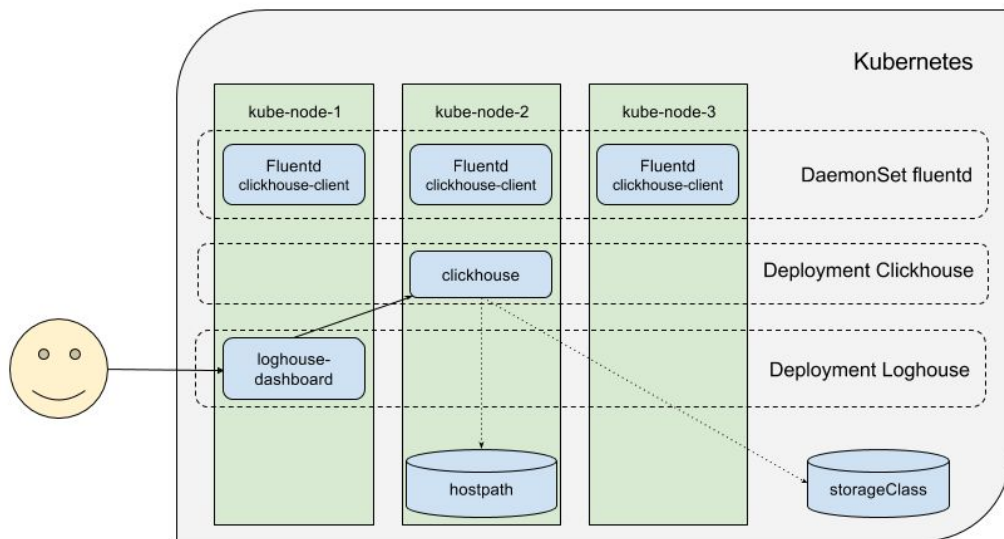 Kubernetes
kube-node-1
kube-node-2
kube-node-3
Fluentd
clickhouse-client
Fluentd
clickhouse-client
Fluentd
clickhouse-client
DaemonSet fluentd
clickhouse
Deployment Clickhouse
loghouse-
dashboard
Deployment Loghouse
hostpath
storageClass